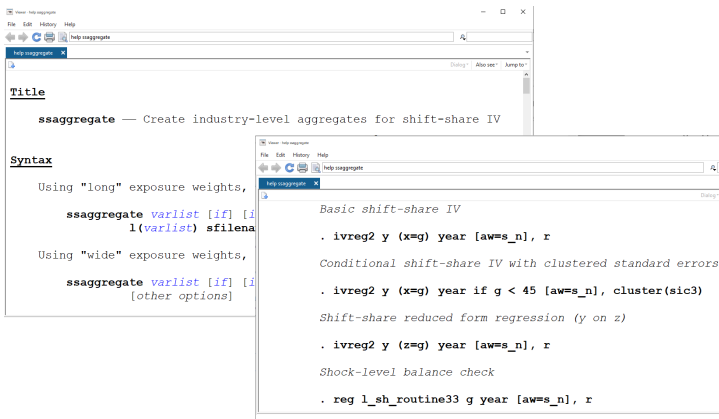 Viewer - help ssaggregate
File Edit History Help
help ssaggregate
help ssaggregate ×
Dialog Also see Jump to
Title
ssaggregate — Create industry-level aggregates for shift-share IV
Syntax
Using "long" exposure weights,
ssaggregate varlist [if] [i
l(varlist) sfilena
Using "wide" exposure weights,
ssaggregate varlist [if] [i
[other options]
Viewer - help ssaggregate
File Edit History Help
help ssaggregate
help ssaggregate ×
Dialog
Basic shift-share IV
. ivreg2 y (x=g) year [aw=s_n], r
Conditional shift-share IV with clustered standard errors
. ivreg2 y (x=g) year if g < 45 [aw=s_n], cluster(sic3)
Shift-share reduced form regression (y on z)
. ivreg2 y (z=g) year [aw=s_n], r
Shock-level balance check
. reg l_sh_routine33 g year [aw=s_n], r